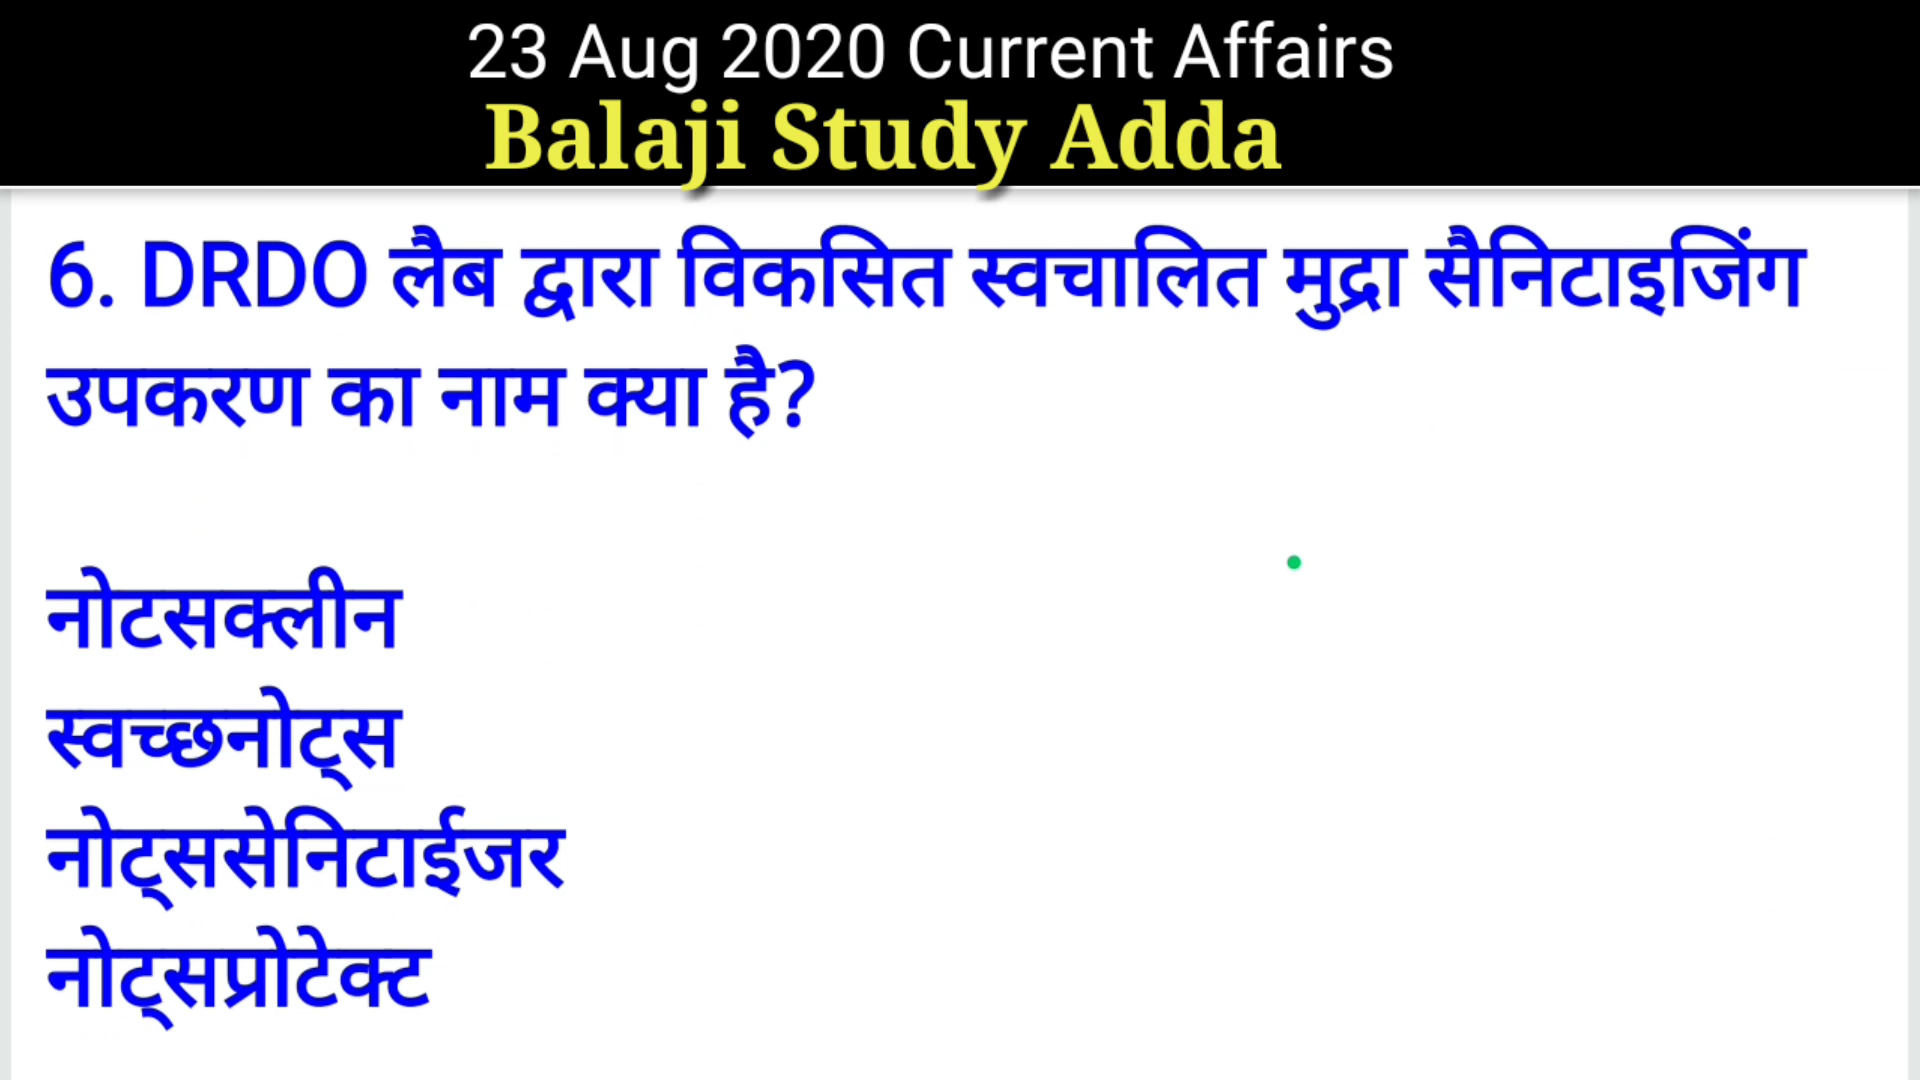 23 Aug 2020 Current Affairs
Balaji Study Adda
6. DRDO लैब द्वारा विकसित स्वचालित मुद्रा सैनिटाइजिंग
उपकरण का नाम क्या है?
नोटसक्लीन
स्वच्छनोट्स
नोट्ससेनिटाईजर
नोट्सप्रोटेक्ट